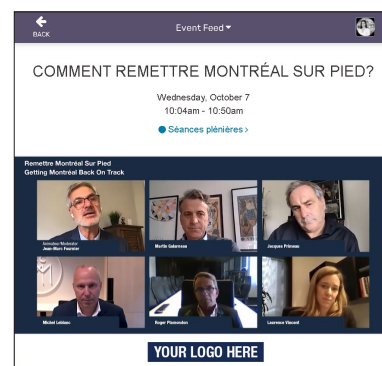 Event Feed
BACK
COMMENT REMETTRE MONTRÉAL SUR PIED?
Wednesday, October 7
10:04am - 10:50am
Séances plénières >
Remettre Montréal Sur Pied
Getting Montréal Back On Track
Animateur/Moderator
Jean-Marc Fournier
Martin Galarneau
Jacques Primeau
Michel Leblanc
Roger Plamondon
Laurence Vincent
YOUR LOGO HERE